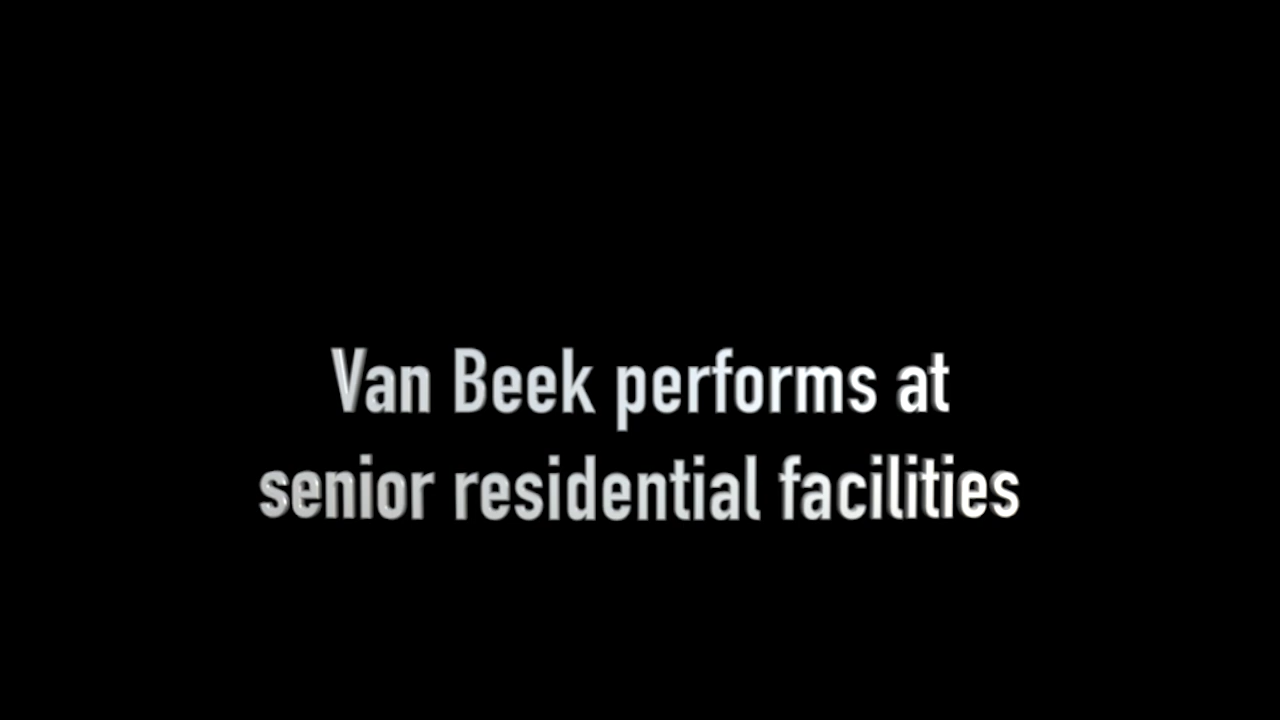 Van Beek performs at
senior residential facilities